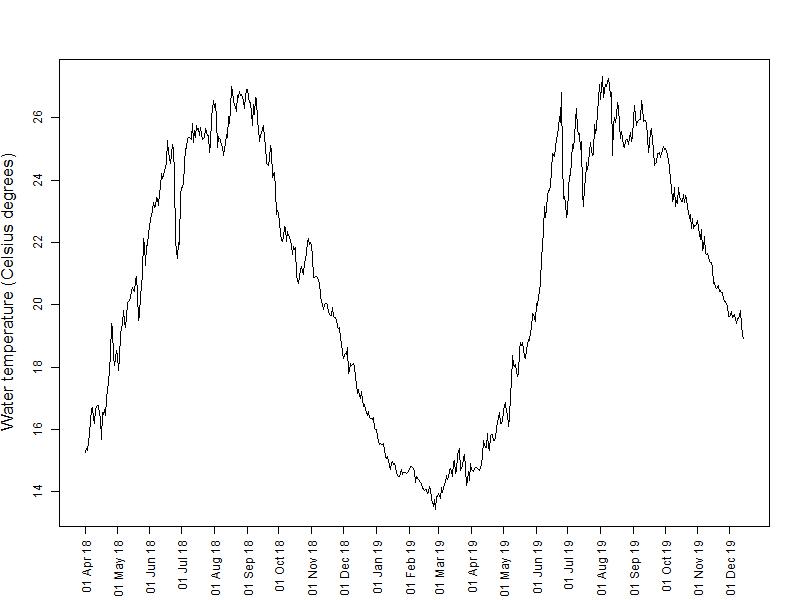 Water temperature (Celsius degrees)
26
24
22
20
18
16
14
01 Apr 18
01 May 18
01 Jun 18
01 Jul 18
01 Aug 18
01 Sep 18
01 Oct 18
01 Nov 18
01 Dec 18
01 Jan 19
01 Feb 19
01 Mar 19
01 Apr 19
01 May 19
01 Jun 19
01 Jul 19
01 Aug 19
01 Sep 19
01 Oct 19
01 Nov 19
01 Dec 19